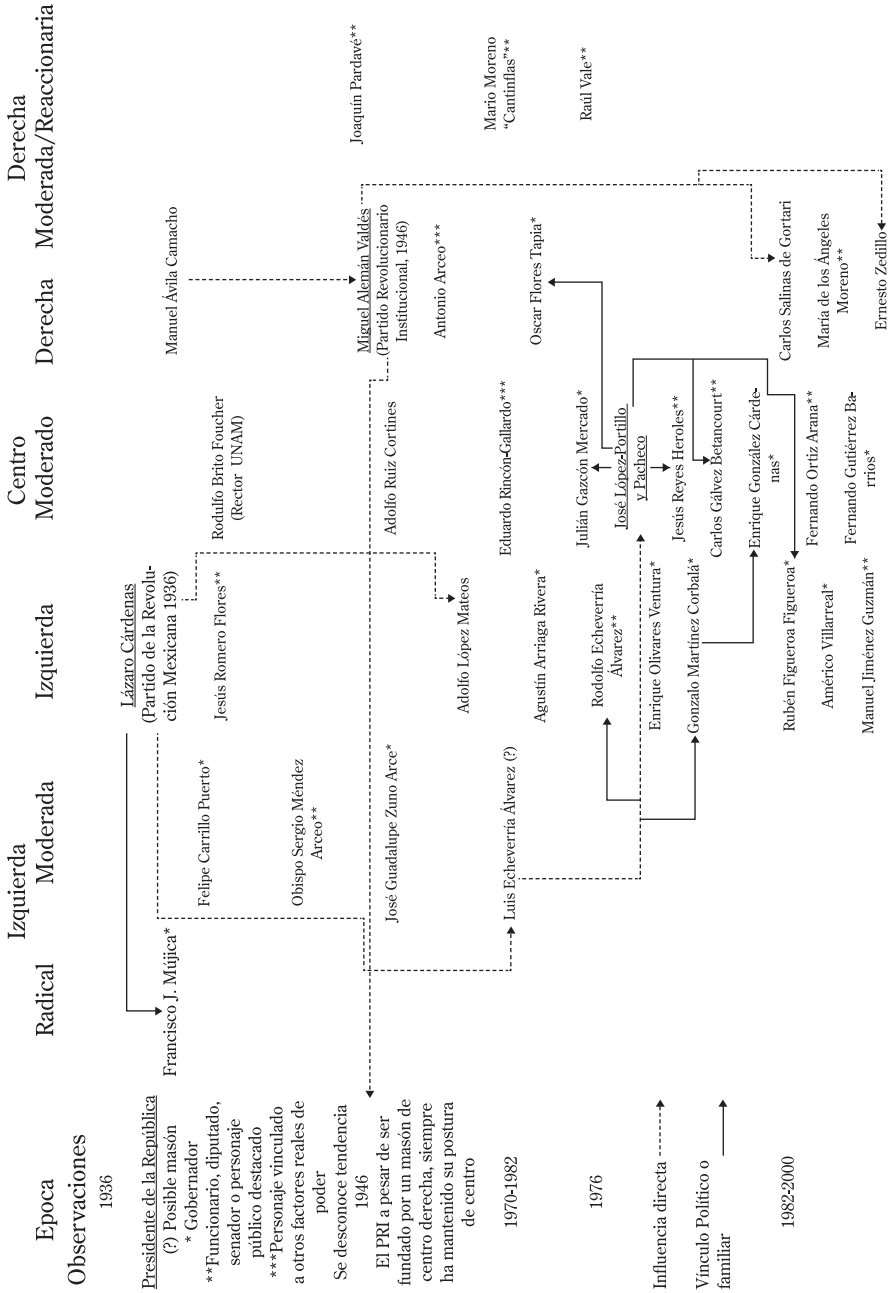 Epoca
Izquierda
Radical
Moderada
Izquierda
Centro
Moderado
Derecha
Derecha
Moderada/Reaccionaria
Observaciones
1936
Presidente de la República
(?) Posible masón
* Gobernador
**Funcionario, diputado,
senador o personaje
público destacado
***Personaje vinculado
a otros factores reales de
poder
Se desconoce tendencia
1946
El PRI a pesar de ser
fundado por un masón de
centro derecha, siempre
ha mantenido su postura
de centro
1970-1982
1976
Influencia directa
Vínculo Político o
familiar
1982-2000
Francisco J. Mújica*
Felipe Carrillo Puerto*
Obispo Sergio Méndez
Arceo**
José Guadalupe Zuno Arce*
Luis Echeverría Álvarez (?)
Lázaro Cárdenas
(Partido de la Revolu-
ción Mexicana 1936)
Jesús Romero Flores**
Adolfo López Mateos
Agustín Arriaga Rivera*
Rodolfo Echeverría
Álvarez**
Enrique Olivares Ventura*
Gonzalo Martínez Corbalá*
Rubén Figueroa Figueroa*
Américo Villarreal*
Manuel Jiménez Guzmán**
Rodulfo Brito Foucher
(Rector UNAM)
Adolfo Ruiz Cortines
Eduardo Rincón-Gallardo***
Julián Gazcón Mercado*
José López-Portillo
y Pacheco
Jesús Reyes Heroles**
Carlos Gálvez Betancourt**
Enrique González Cárde-
nas*
Fernando Ortíz Arana**
Fernando Gutiérrez Ba-
rrios*
Manuel Ávila Camacho
Miguel Alemán Valdés
(Partido Revolucionario
Institucional, 1946)
Antonio Arceo***
Oscar Flores Tapia*
Carlos Salinas de Gortari
María de los Ángeles
Moreno**
Ernesto Zedillo
Joaquín Pardavé**
Mario Moreno
“Cantinflas”**
Raúl Vale**